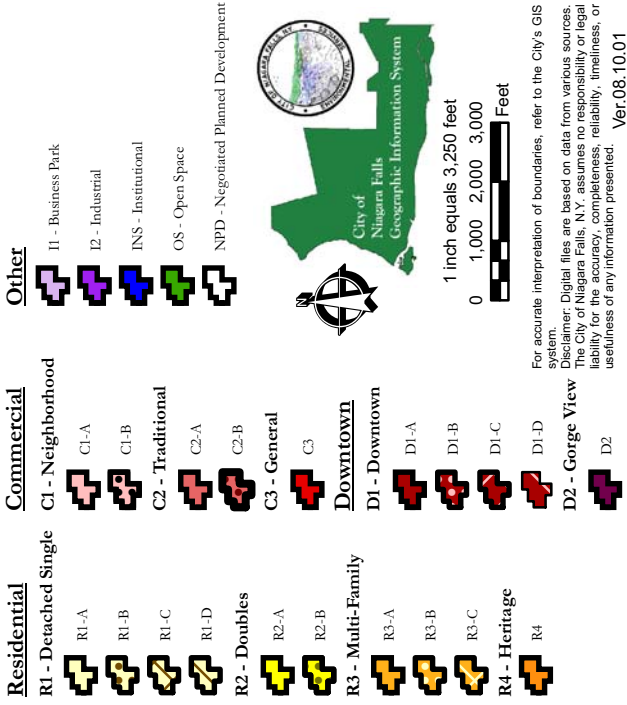 Residential
R1 - Detached Single
R1-A
R1-B
R1-C
R1-D
R2 - Doubles
R2-A
R2-B
R3 - Multi-Family
R3-A
R3-B
R3-C
R4 - Heritage
R4
Commercial
C1 - Neighborhood
C1-A
C1-B
C2 - Traditional
C2-A
C2-B
C3 - General
C3
Downtown
D1 - Downtown
D1-A
D1-B
D1-C
D1-D
D2 - Gorge View
D2
Other
I1 - Business Park
I2 - Industrial
INS - Institutional
OS - Open Space
NPD - Negotiated Planned Development
City of
Niagara Falls
Geographic Information System
N
1 inch equals 3,250 feet
0 1,000 2,000 3,000
Feet
For accurate interpretation of boundaries, refer to the City's GIS
system.
Disclaimer: Digital files are based on data from various sources.
The City of Niagara Falls, N.Y. assumes no responsibility or legal
liability for the accuracy, completeness, reliability, timeliness, or
usefulness of any information presented.
Ver.08.10.01